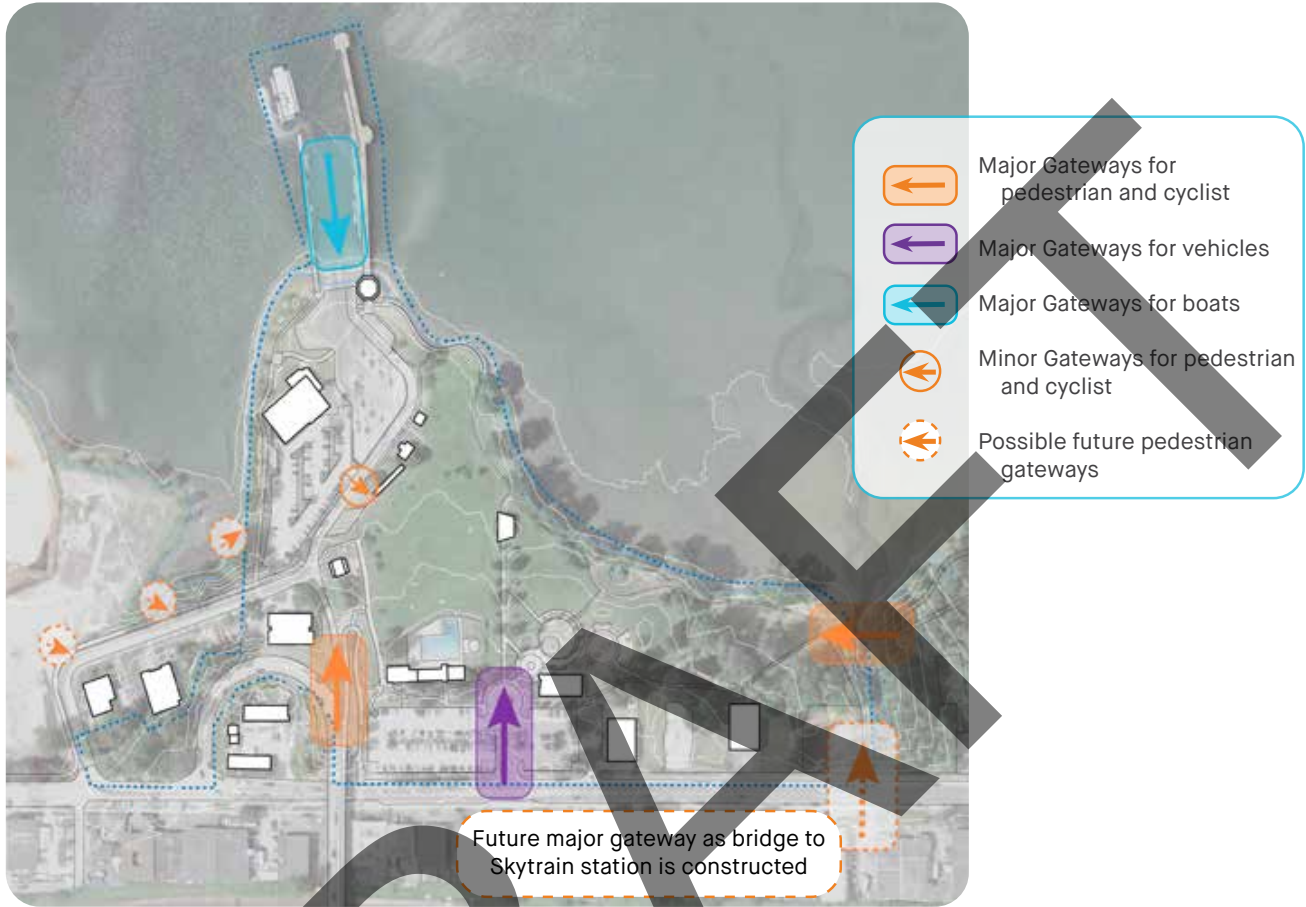 Major Gateways for
pedestrian and cyclist
Major Gateways for vehicles
Major Gateways for boats
Minor Gateways for pedestrian
and cyclist
Possible future pedestrian
gateways
Future major gateway as bridge to
Skytrain station is constructed
DRAFT